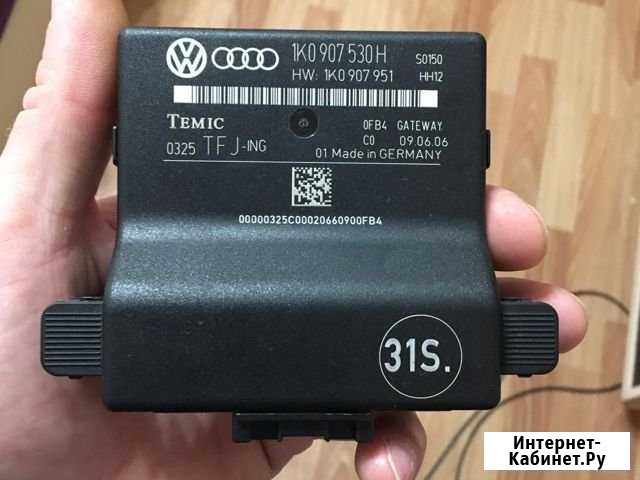 1K0 907 530 H S0150
HW: 1K0 907 951 HH12
TEMIC 0FB4 GATEWAY
C0 09.06.06
0325 TFJ-ING 01 Made in GERMANY
00000325C00020660900FB4
31S.
Интернет-
Кабинет.Ру